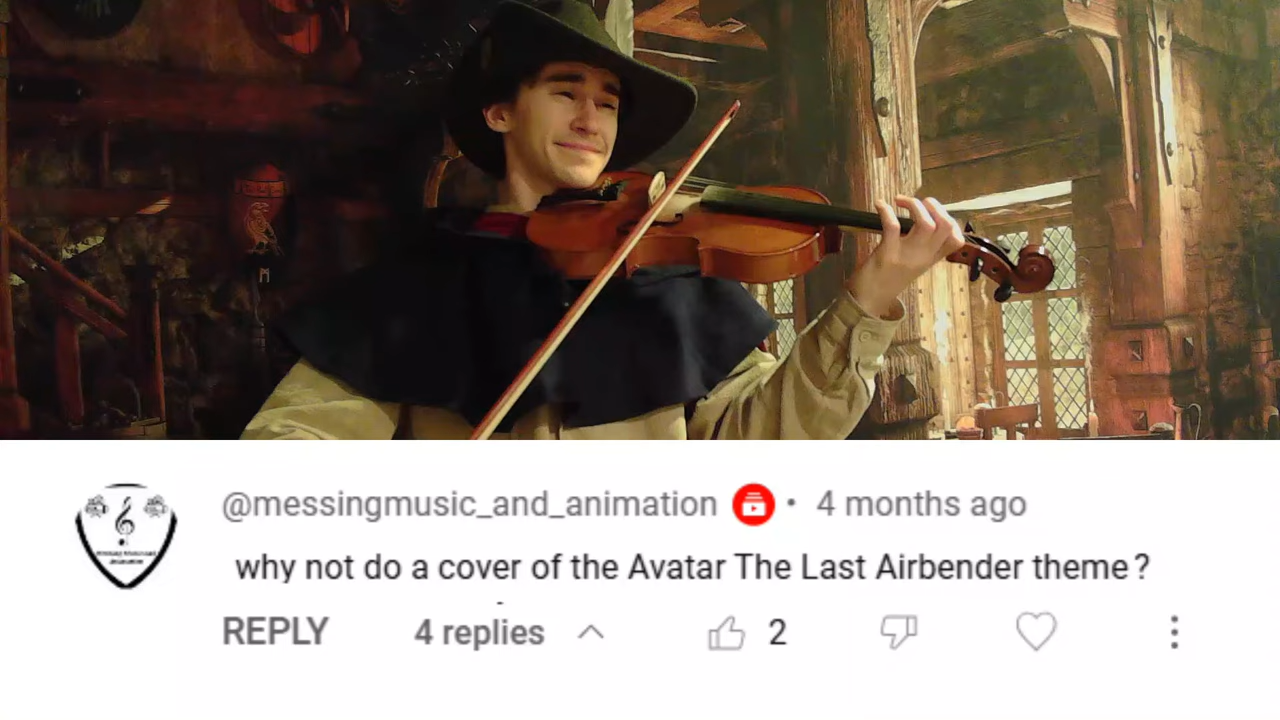 @messingmusic_and_animation • 4 months ago
why not do a cover of the Avatar The Last Airbender theme?
REPLY 4 replies 2